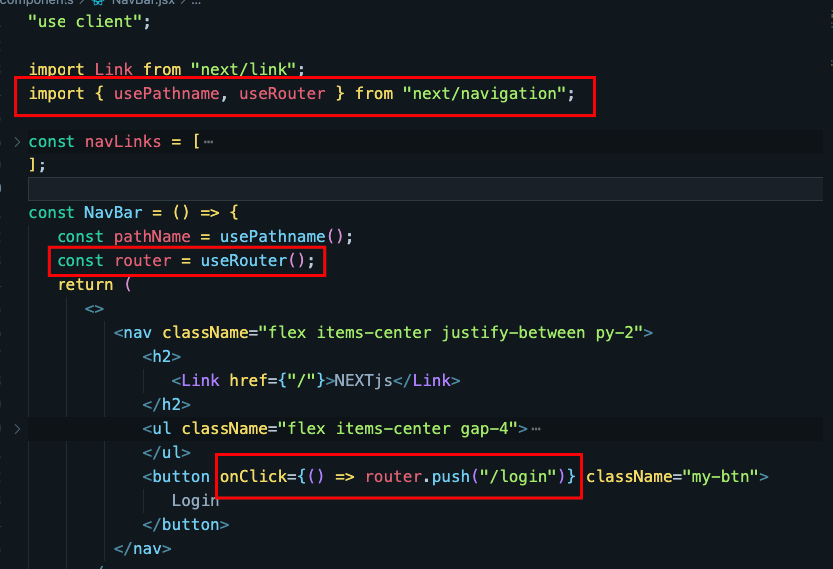 components > NavBar.jsx > ...
"use client";
import Link from "next/link";
import { usePathname, useRouter } from "next/navigation";
const navLinks = [⋯
];
const NavBar = () => {
const pathName = usePathname();
const router = useRouter();
return (
<>
<nav className="flex items-center justify-between py-2">
<h2>
<Link href={"/"}>NEXTjs</Link>
</h2>
<ul className="flex items-center gap-4">⋯
</ul>
<button onClick={() => router.push("/login")} className="my-btn">
Login
</button>
</nav>